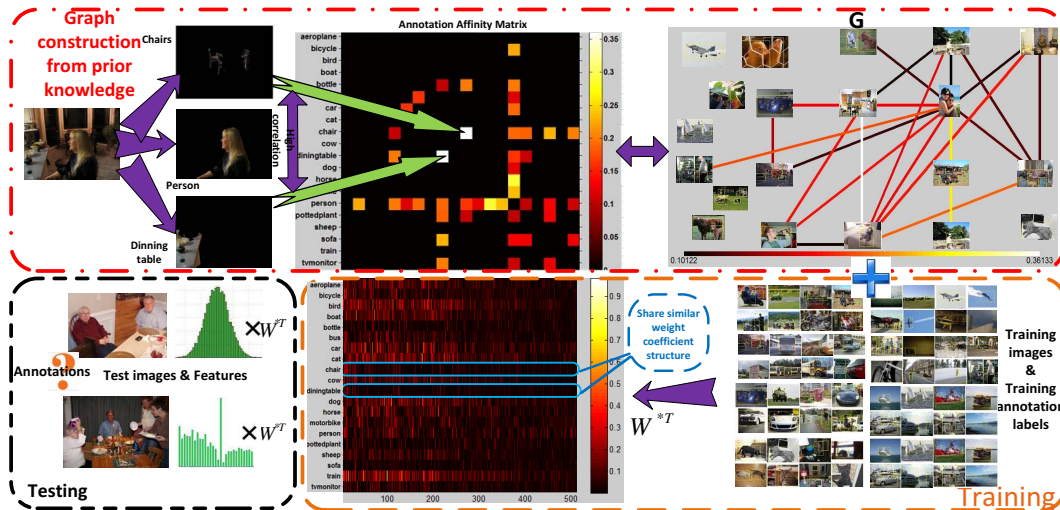 Graph
construction
from prior
knowledge
Chairs
Person
Dinning
table
High
correlation
Annotation Affinity Matrix
aeroplane
bicycle
bird
boat
bottle
car
cat
chair
cow
diningtable
dog
horse
person
pottedplant
sheep
sofa
train
tvmonitor
0.35
0.3
0.25
0.2
0.15
0.1
0.05
0
G
0.10122
0.36133
Annotations
?
Test images & Features
×W*T
×W*T
Testing
aeroplane
bicycle
bird
boat
bottle
bus
car
cat
chair
cow
diningtable
dog
horse
motorbike
person
pottedplant
sheep
sofa
train
tvmonitor
100
200
300
400
500
0.9
0.8
0.7
0.6
0.5
0.4
0.3
0.2
0.1
Share similar
weight
coefficient
structure
W *T
Training
images
&
Training
annotation
labels
Training